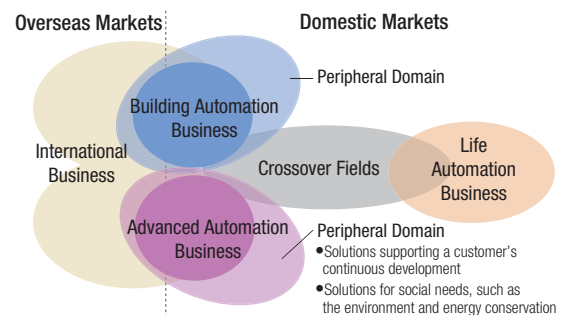 Overseas Markets
Domestic Markets
Peripheral Domain
Building Automation
Business
International
Business
Crossover Fields
Life
Automation
Business
Advanced Automation
Business
Peripheral Domain
•Solutions supporting a customer's
continuous development
•Solutions for social needs, such as
the environment and energy conservation